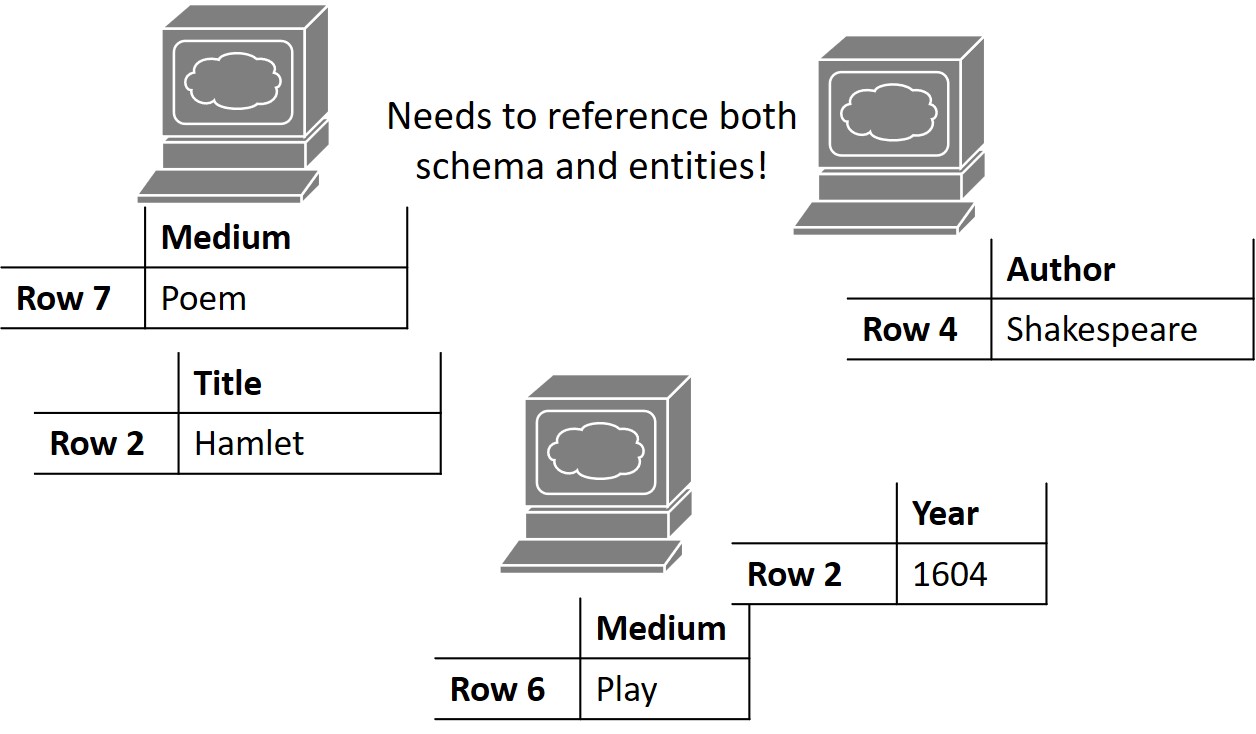 Needs to reference both
schema and entities!
Medium
Row 7 Poem
Author
Row 4 Shakespeare
Title
Row 2 Hamlet
Year
Row 2 1604
Medium
Row 6 Play